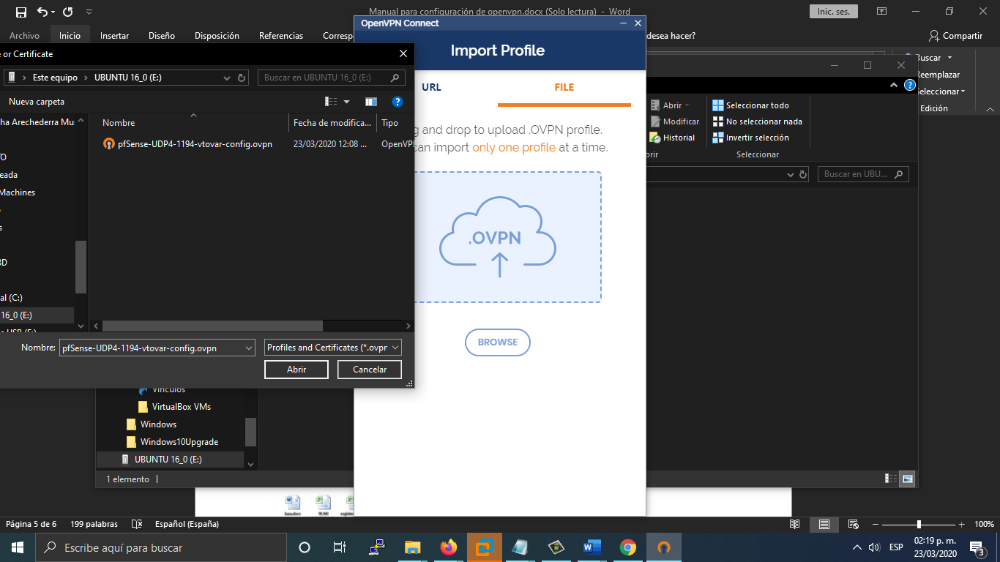 Manual para configuración de openvpn.docx (Solo lectura) - Word
Inic. ses.
Archivo Inicio Insertar Diseño Disposición Referencias Corresp
desea hacer?
Compartir
OpenVPN Connect
Import Profile
URL
FILE
g and drop to upload .OVPN profile.
can import only one profile at a time.
.OVPN
BROWSE
e or Certificate
Este equipo > UBUNTU 16_0 (E:)
Buscar en UBUNTU 16_0 (E:)
Nueva carpeta
Nombre
Fecha de modifica...
Tipo
pfSense-UDP4-1194-vtovar-config.ovpn
23/03/2020 12:08 ...
OpenVPI
ha Arechederra Mu
TO
eada
Machines
s
BD
al (C:)
16_0 (E:)
Nombre:
pfSense-UDP4-1194-vtovar-config.ovpn
Profiles and Certificates (*.ovpr
Abrir
Cancelar
Buscar
Reemplazar
Seleccionar
Edición
Abrir
Modificar
Historial
rir
Seleccionar todo
No seleccionar nada
Invertir selección
Seleccionar
Buscar en UBU...
Vínculos
VirtualBox VMs
Windows
Windows10Upgrade
UBUNTU 16_0 (E:)
1 elemento
Página 5 de 6
199 palabras
Español (España)
100%
Escribe aquí para buscar
ESP
02:19 p. m.
23/03/2020
3